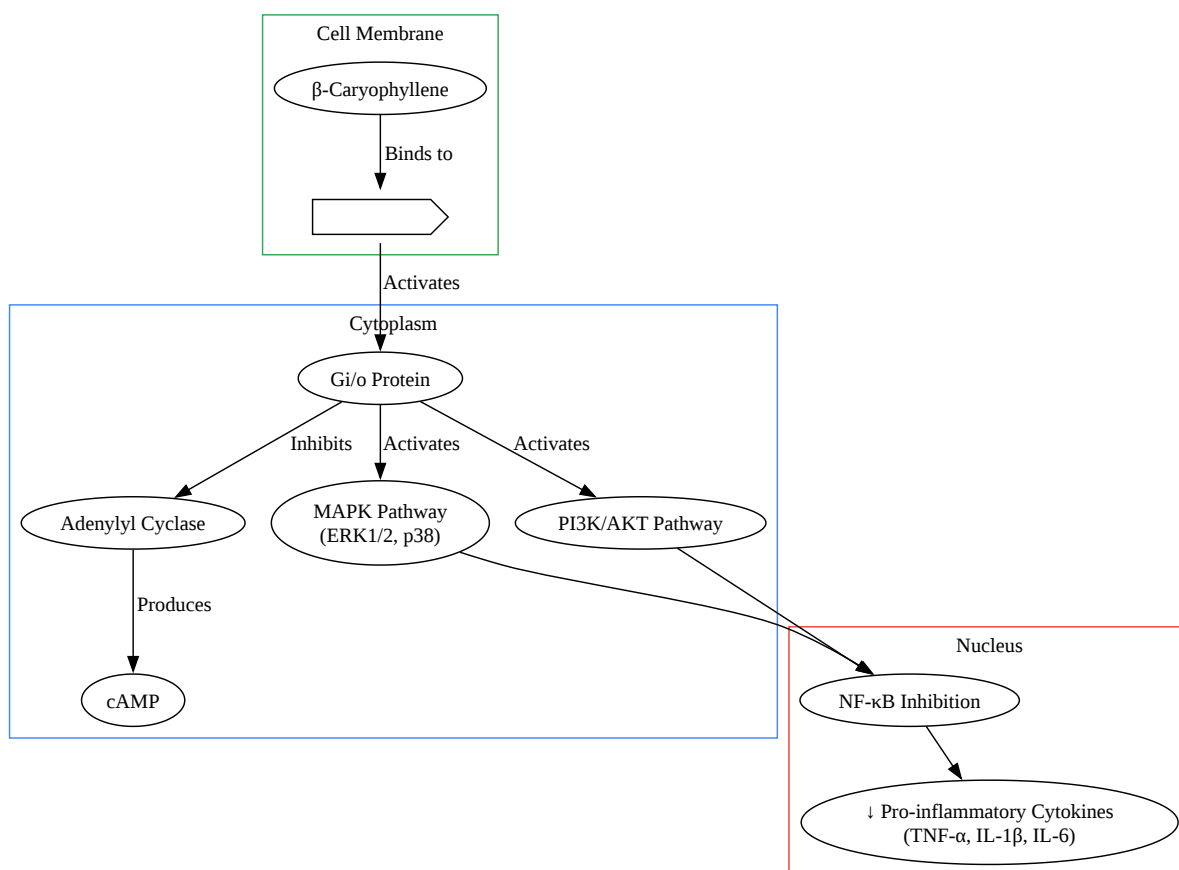 Cell Membrane
β-Caryophyllene
Binds to
Activates
Cytoplasm
Gi/o Protein
Inhibits
Activates
Activates
Adenylyl Cyclase
MAPK Pathway
(ERK1/2, p38)
PI3K/AKT Pathway
Produces
Nucleus
cAMP
NF-κB Inhibition
↓ Pro-inflammatory Cytokines
(TNF-α, IL-1β, IL-6)